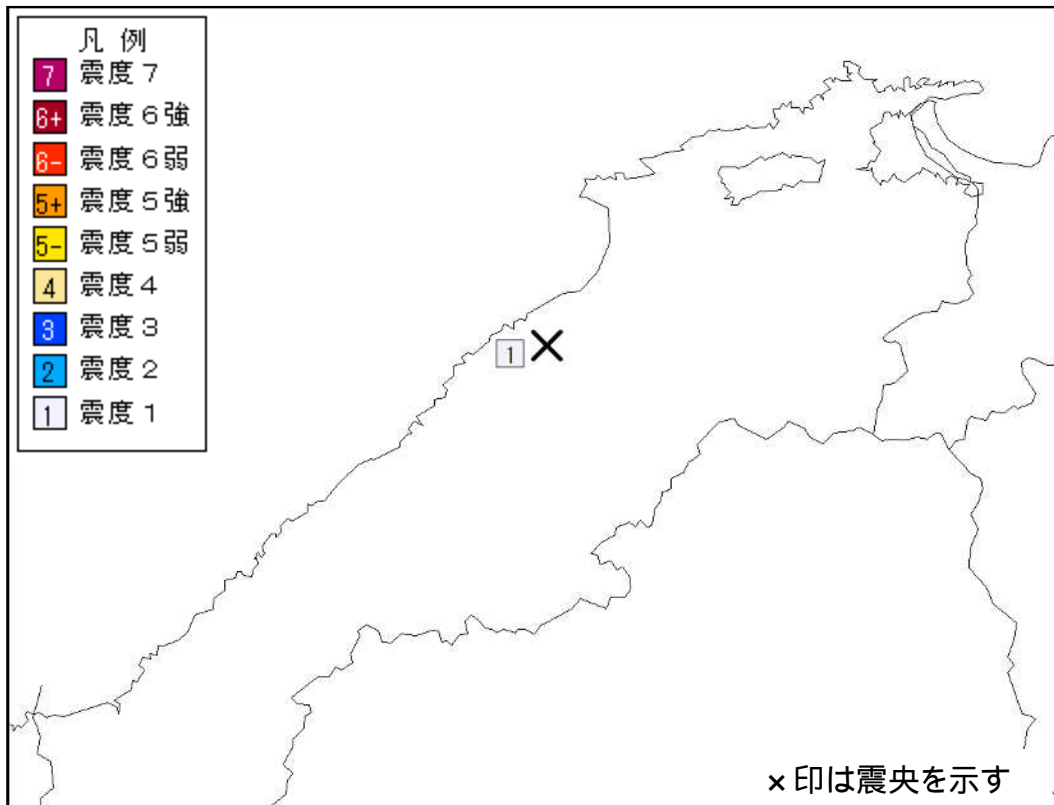 凡 例
7 震度７
6+ 震度６強
6- 震度６弱
5+ 震度５強
5- 震度５弱
4 震度４
3 震度３
2 震度２
1 震度１
1
×印は震央を示す